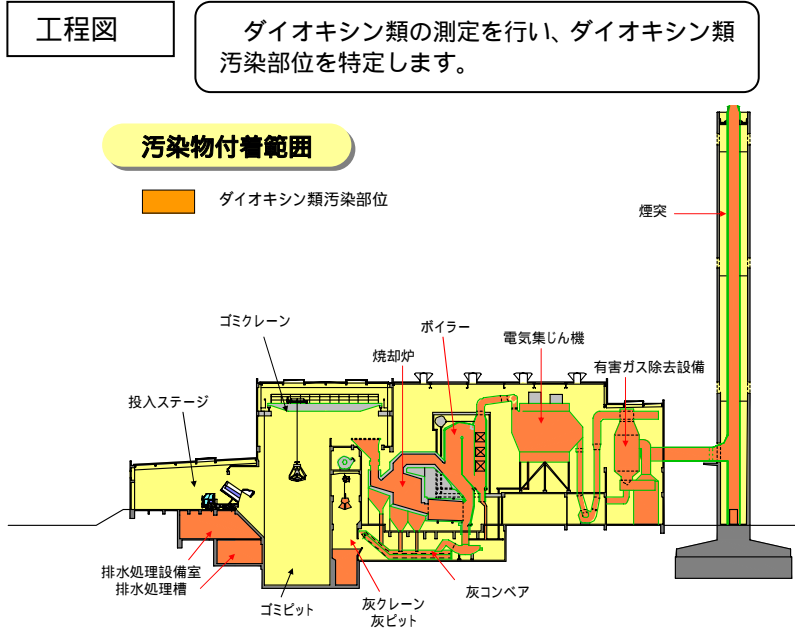 工程図
ダイオキシン類の測定を行い、ダイオキシン類
汚染部位を特定します。
汚染物付着範囲
ダイオキシン類汚染部位
煙突
ゴミクレーン
ボイラー
焼却炉
電気集じん機
有害ガス除去設備
投入ステージ
排水処理設備室
排水処理槽
ゴミピット
灰クレーン
灰ピット
灰コンベア